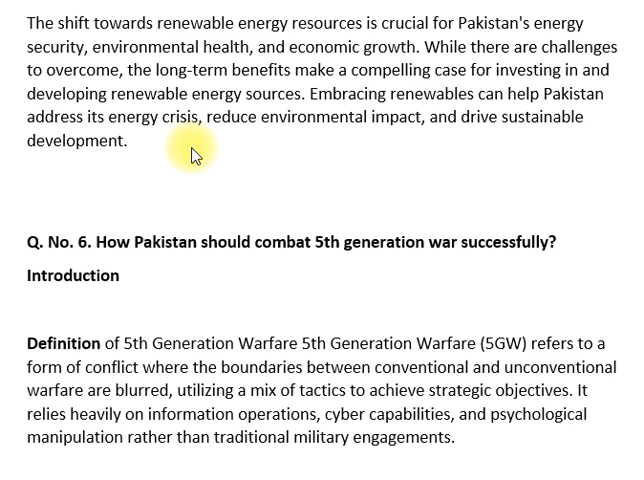 The shift towards renewable energy resources is crucial for Pakistan's energy
security, environmental health, and economic growth. While there are challenges
to overcome, the long-term benefits make a compelling case for investing in and
developing renewable energy sources. Embracing renewables can help Pakistan
address its energy crisis, reduce environmental impact, and drive sustainable
development.
Q. No. 6. How Pakistan should combat 5th generation war successfully?
Introduction
Definition of 5th Generation Warfare 5th Generation Warfare (5GW) refers to a
form of conflict where the boundaries between conventional and unconventional
warfare are blurred, utilizing a mix of tactics to achieve strategic objectives. It
relies heavily on information operations, cyber capabilities, and psychological
manipulation rather than traditional military engagements.